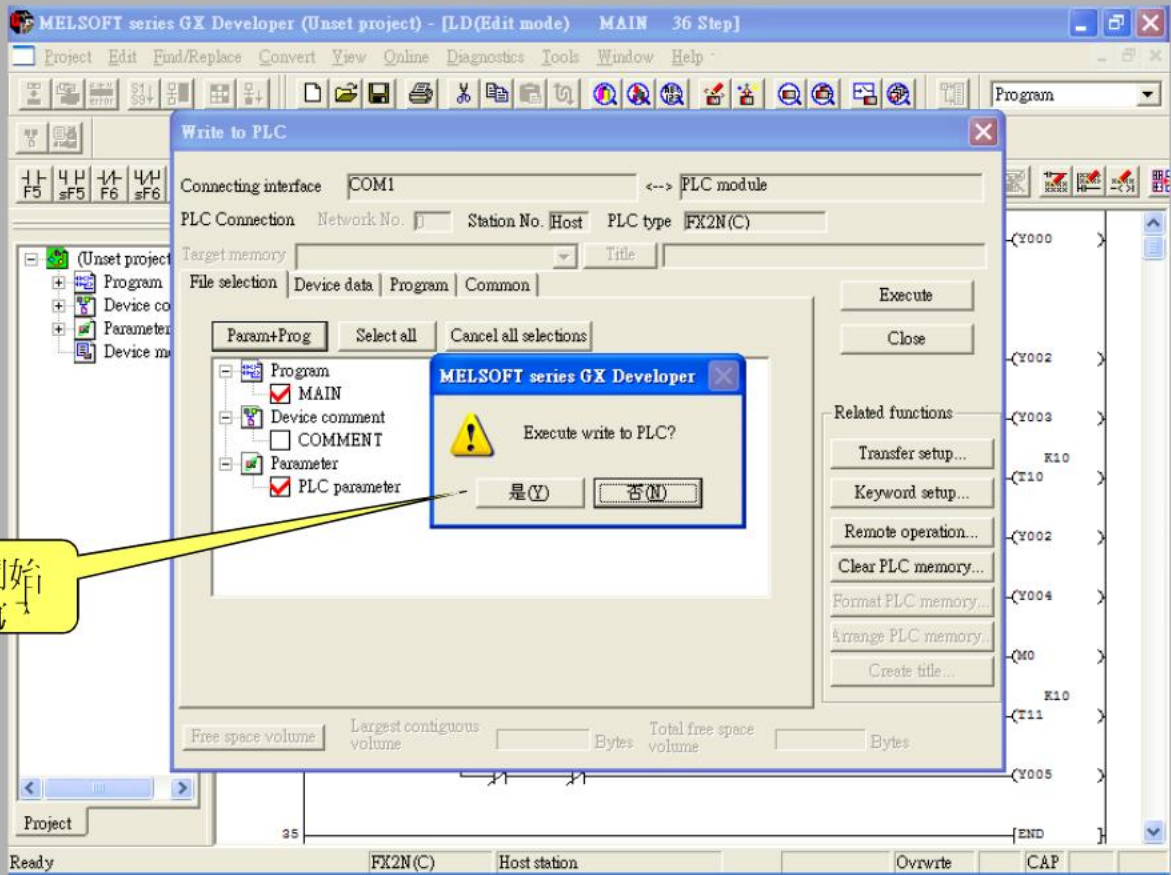 MELSOFT series GX Developer (Unset project) - [LD(Edit mode) MAIN 36 Step]
Project Edit Find/Replace Convert View Online Diagnostics Tools Window Help
Program
Write to PLC
F5 sF5 F6 sF6
Connecting interface COM1 <--> PLC module
PLC Connection Network No. 0 Station No. Host PLC type FX2N(C)
Target memory Title
File selection Device data Program Common
Execute
Close
Param+Prog Select all Cancel all selections
Program
MAIN
Device comment
COMMENT
Parameter
PLC parameter
MELSOFT series GX Developer
Execute write to PLC?
是(Y) 否(N)
Related functions
Transfer setup...
Keyword setup...
Remote operation...
Clear PLC memory...
Format PLC memory...
Arrange PLC memory..
Create title...
Free space volume Largest contiguous volume Bytes Total free space volume Bytes
(Unset project
Program
Device co
Parameter
Device m
Project
(Y000 )
(Y002 )
(Y003 )
K10
(T10 )
(Y002 )
(Y004 )
(M0 )
K10
(T11 )
(Y005 )
35 [END ]
Ready FX2N(C) Host station Ovrwrte CAP